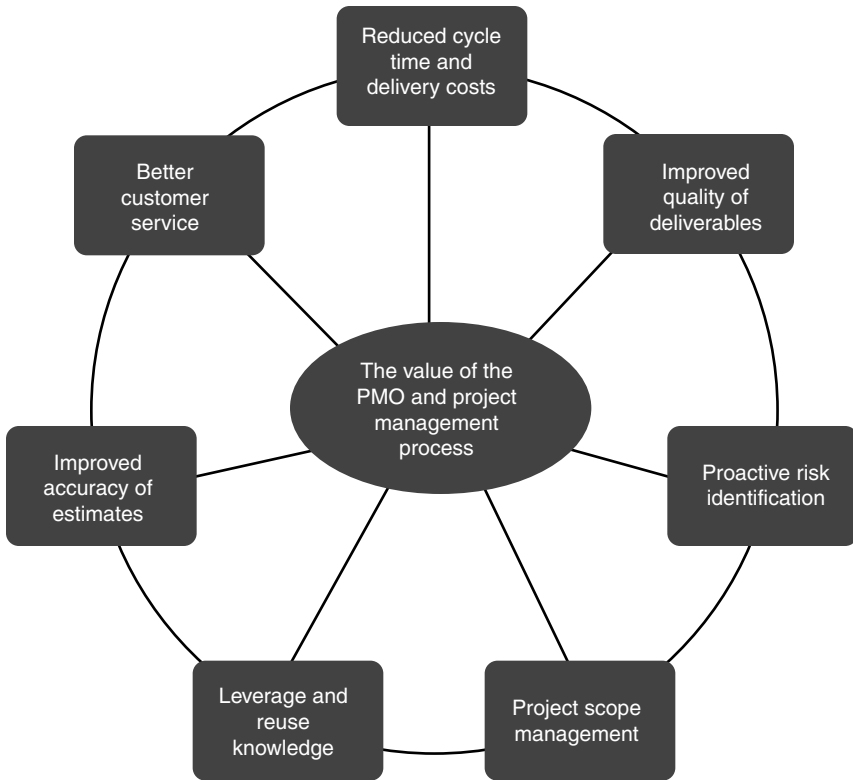 Reduced cycle
time and
delivery costs
Improved
quality of
deliverables
Proactive risk
identification
Project scope
management
Leverage and
reuse
knowledge
Improved
accuracy of
estimates
Better
customer
service
The value of the
PMO and project
management
process